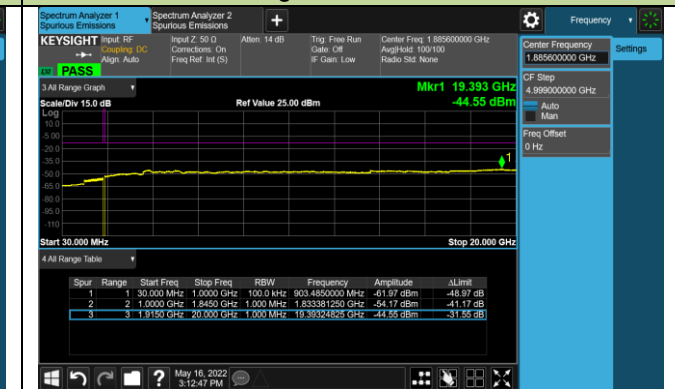 Spectrum Analyzer 1
Spurious Emissions
Spectrum Analyzer 2
Spurious Emissions
+
Frequency
KEYSIGHT
Input: RF
Coupling: DC
Align: Auto
Input Z: 50 Ω
Corrections: On
Freq Ref: Int (S)
Atten: 14 dB
Trig: Free Run
Gate: Off
IF Gain: Low
Center Freq: 1.885600000 GHz
Avg|Hold: 100/100
Radio Std: None
PASS
Center Frequency
1.885600000 GHz
Settings
CF Step
4.999000000 GHz
Auto
Man
Freq Offset
0 Hz
3 All Range Graph
Mkr1 19.393 GHz
-44.55 dBm
Scale/Div 15.0 dB
Ref Value 25.00 dBm
Log
10.0
-5.00
-20.0
-35.0
-50.0
-65.0
-80.0
-95.0
-110
1
Start 30.000 MHz
Stop 20.000 GHz
4 All Range Table
Spur Range Start Freq Stop Freq RBW Frequency Amplitude ΔLimit
1 1 30.000 MHz 1.0000 GHz 100.0 kHz 903.4850000 MHz -61.97 dBm -48.97 dB
2 2 1.0000 GHz 1.8450 GHz 1.000 MHz 1.833381250 GHz -54.17 dBm -41.17 dB
3 3 1.9150 GHz 20.000 GHz 1.000 MHz 19.39324825 GHz -44.55 dBm -31.55 dB
?
May 16, 2022
3:12:47 PM